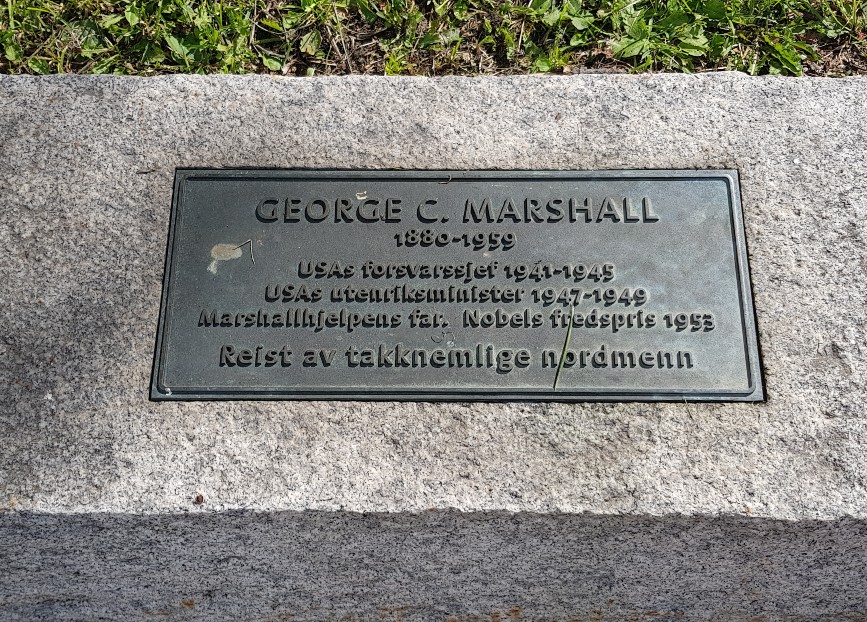 GEORGE C. MARSHALL
1880-1959
USAs forsvarssjef 1941-1945
USAs utenriksminister 1947-1949
Marshallhjelpens far. Nobels fredspris 1953
Reist av takknemlige nordmenn